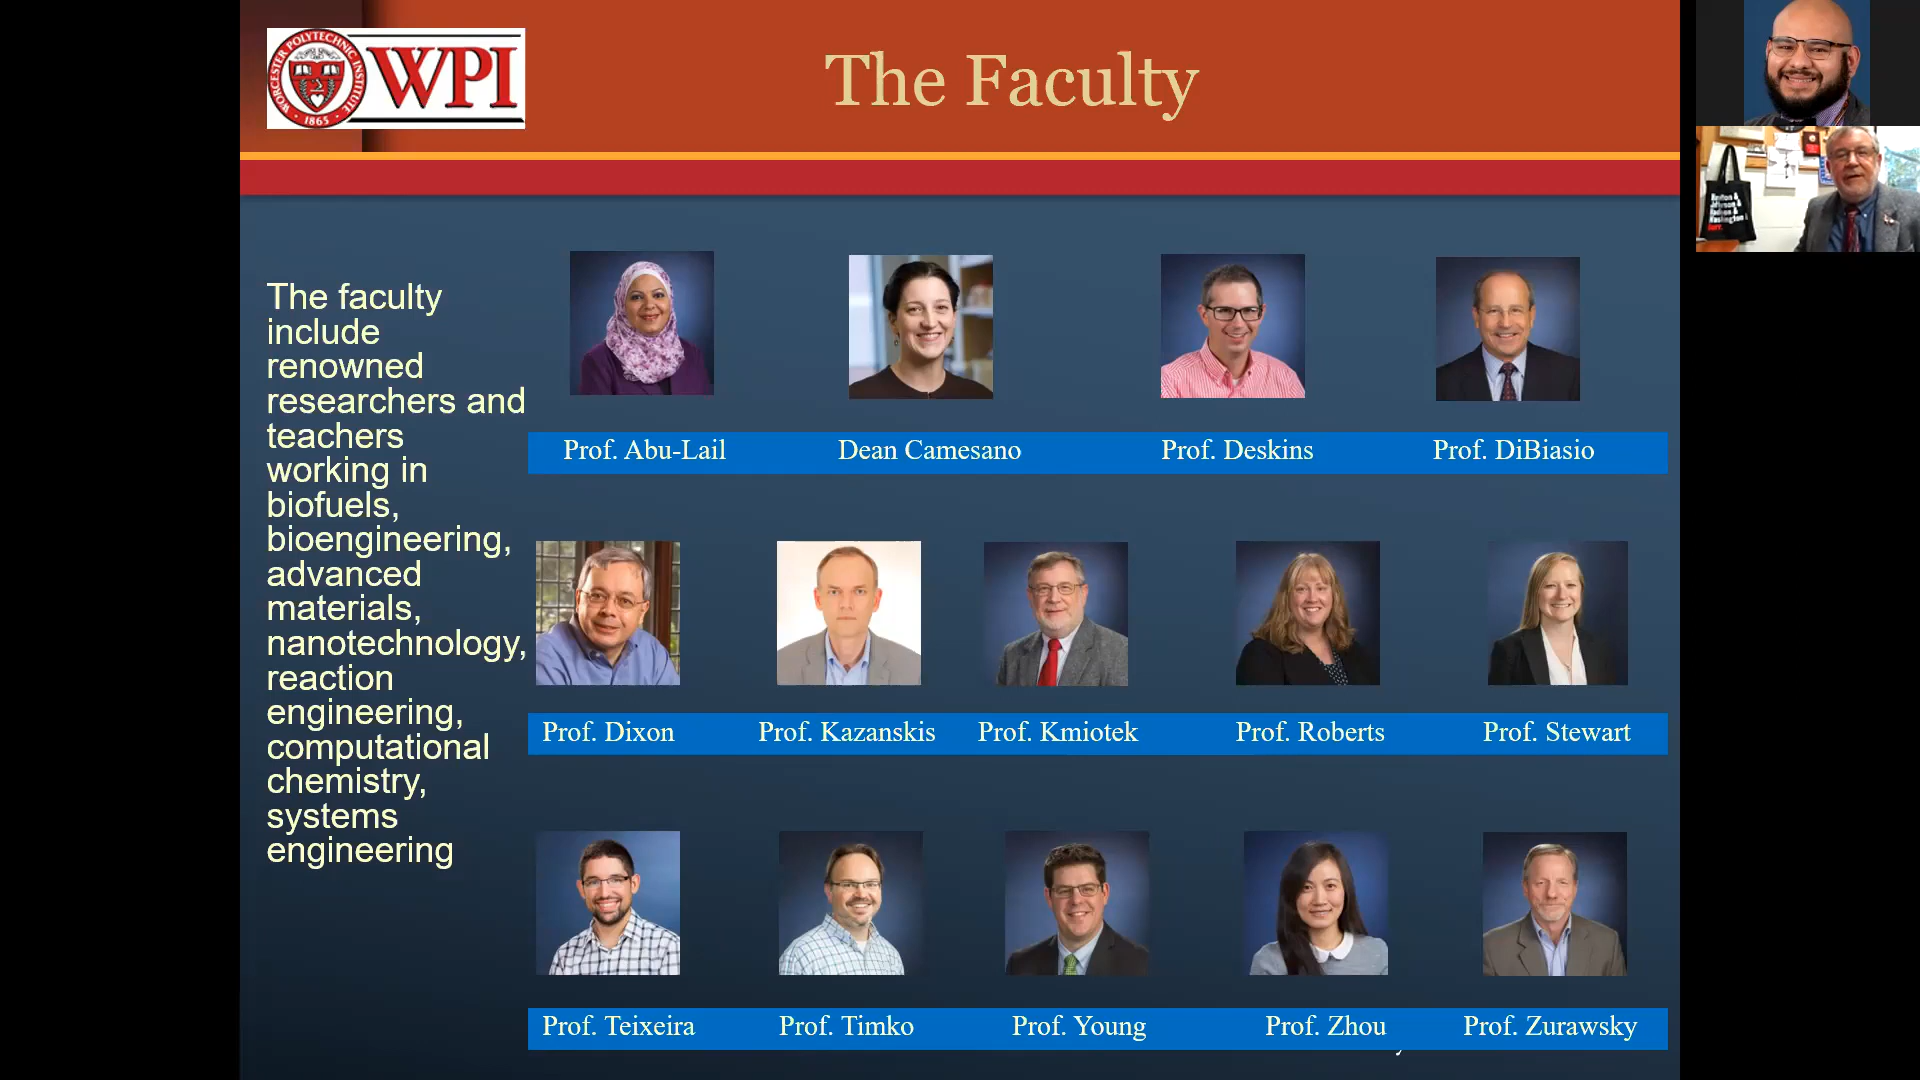 WORCESTER POLYTECHNIC INSTITUTE
1865
WPI
The Faculty
The faculty
include
renowned
researchers and
teachers
working in
biofuels,
bioengineering,
advanced
materials,
nanotechnology,
reaction
engineering,
computational
chemistry,
systems
engineering
Prof. Abu-Lail Dean Camesano Prof. Deskins Prof. DiBiasio
Prof. Dixon Prof. Kazanskis Prof. Kmiotek Prof. Roberts Prof. Stewart
Prof. Teixeira Prof. Timko Prof. Young Prof. Zhou Prof. Zurawsky